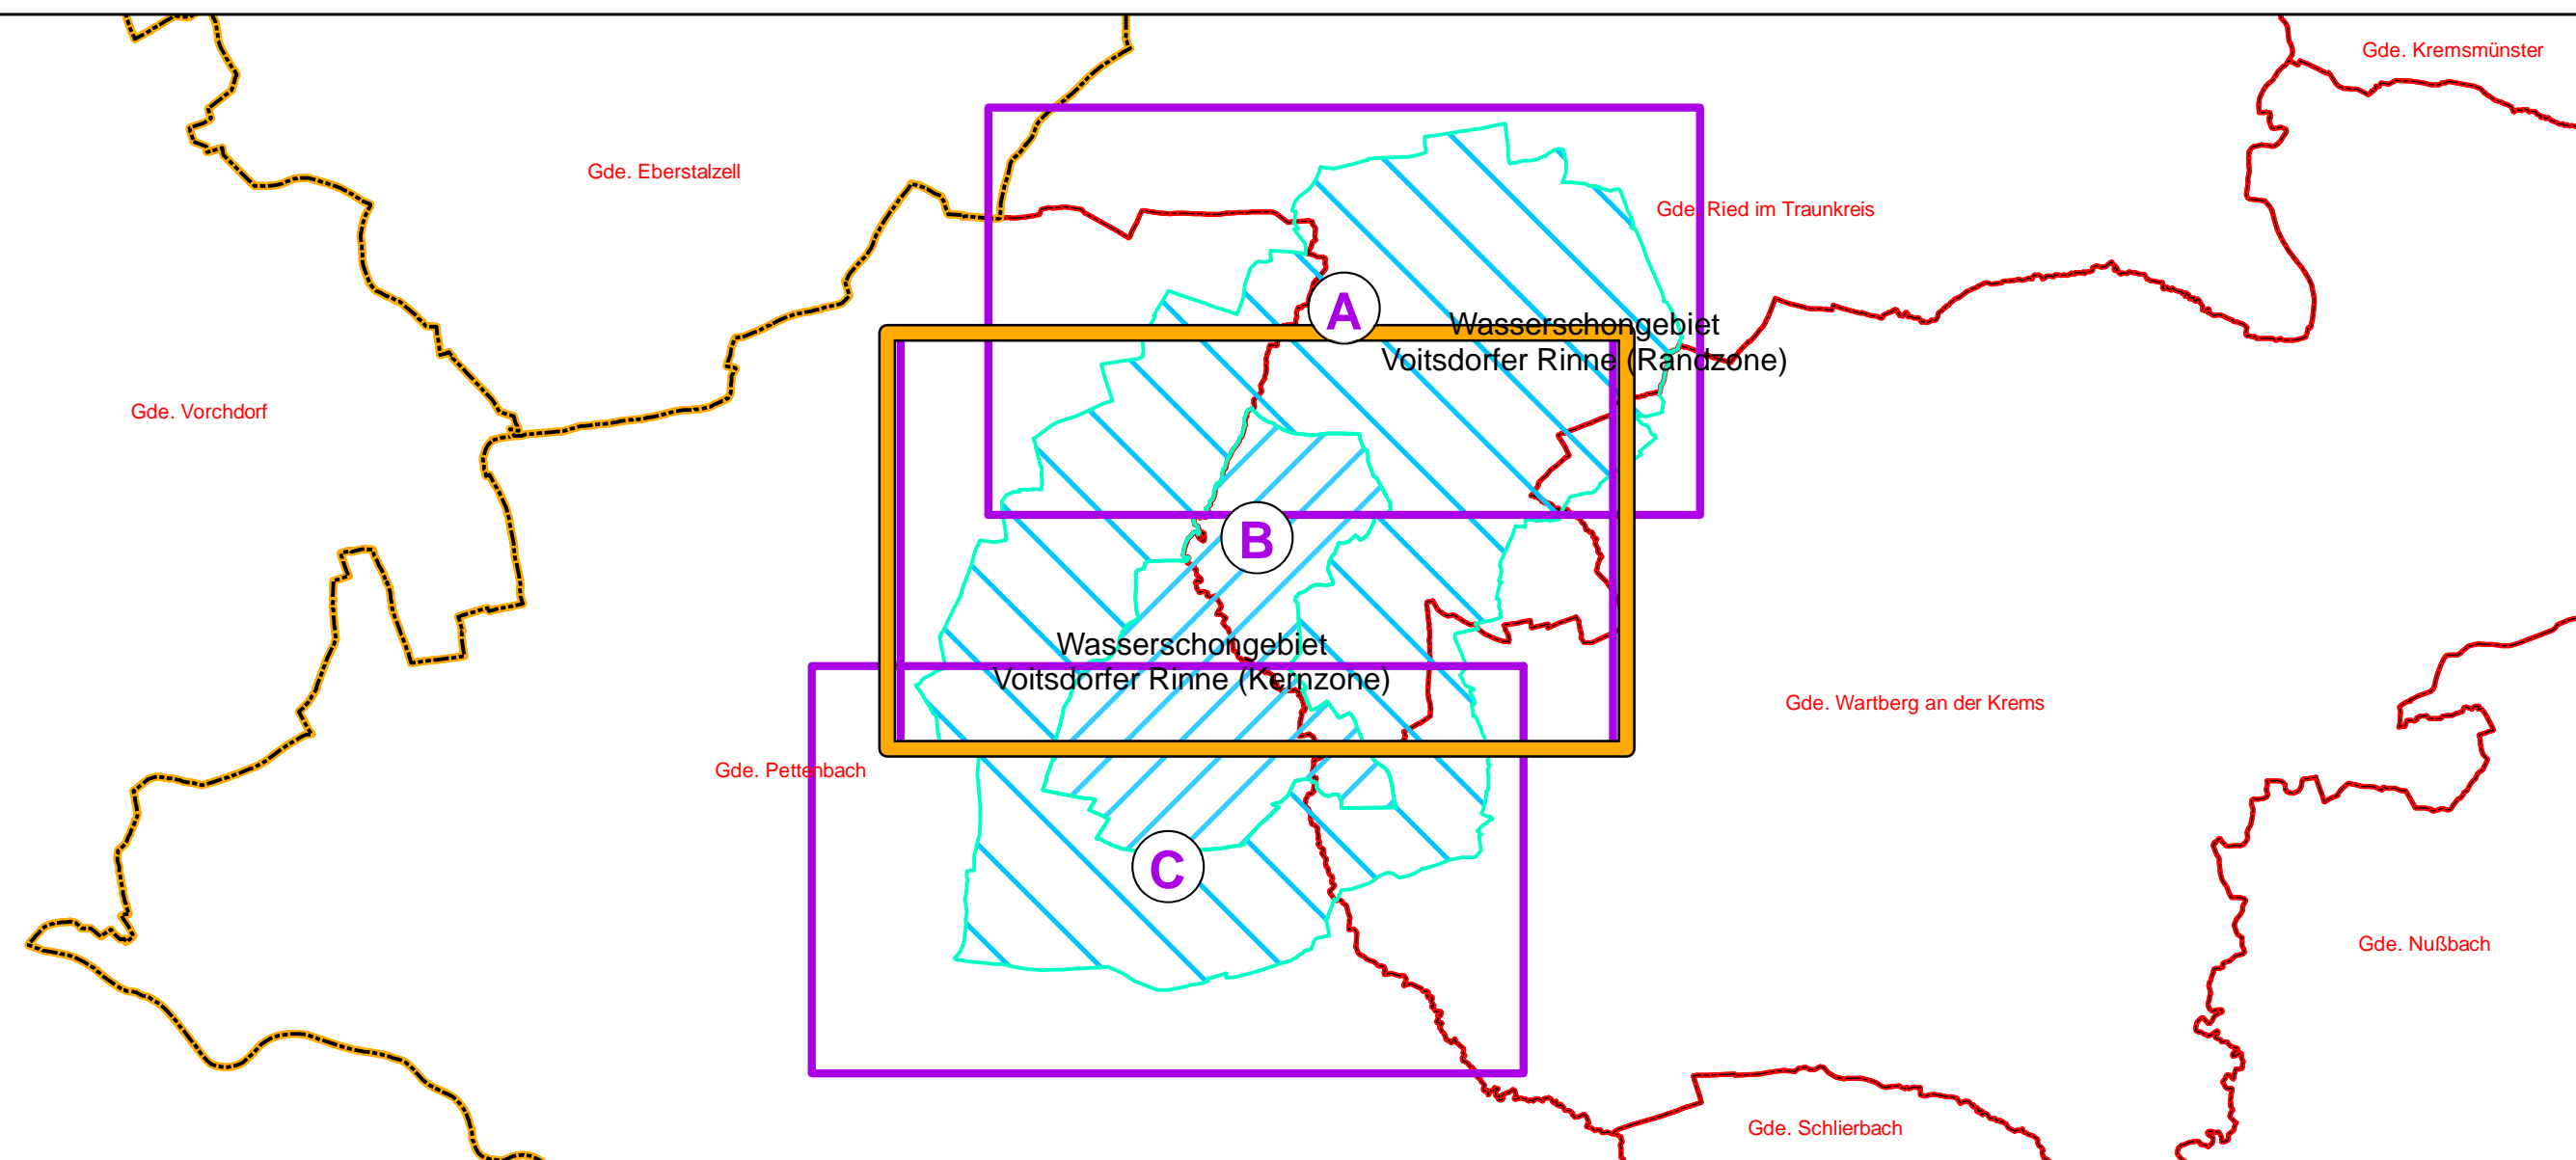 Gde. Kremsmünster
Gde. Eberstalzell
Gde. Ried im Traunkreis
A
Wasserschongebiet
Voitsdorfer Rinne (Randzone)
Gde. Vorchdorf
B
Wasserschongebiet
Voitsdorfer Rinne (Kernzone)
Gde. Wartberg an der Krems
Gde. Pettenbach
C
Gde. Nußbach
Gde. Schlierbach